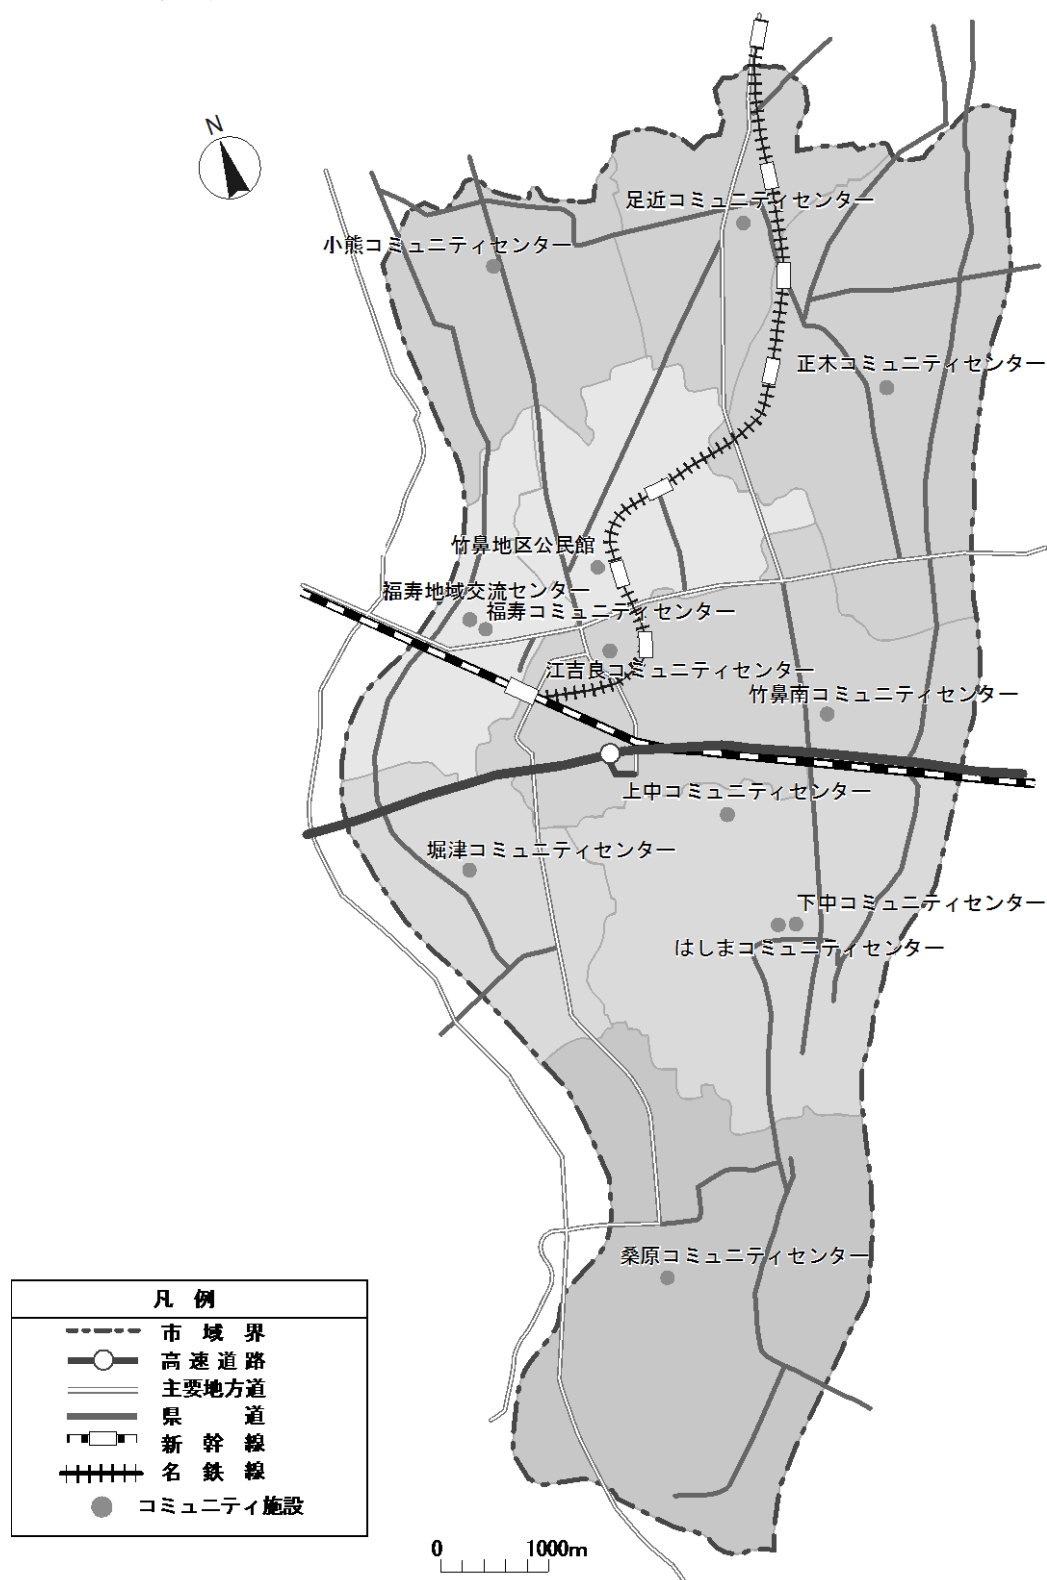 N
足近コミュニティセンター
小熊コミュニティセンター
正木コミュニティセンター
竹鼻地区公民館
福寿地域交流センター
福寿コミュニティセンター
江吉良コミュニティセンター
竹鼻南コミュニティセンター
上中コミュニティセンター
堀津コミュニティセンター
下中コミュニティセンター
はしまコミュニティセンター
桑原コミュニティセンター
凡 例
市 域 界
高速道路
主要地方道
県 道
新 幹 線
名 鉄 線
コミュニティ施設
0 1000m